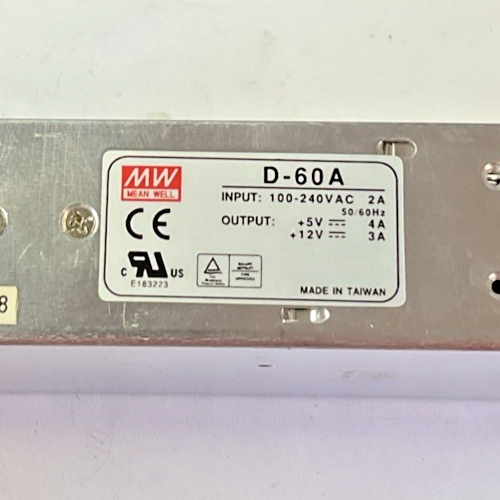 MW
MEAN WELL
D-60A
INPUT: 100-240VAC 2A
50/60Hz
OUTPUT: +5V 4A
+12V 3A
CE
c RU US
E183223
MADE IN TAIWAN
8